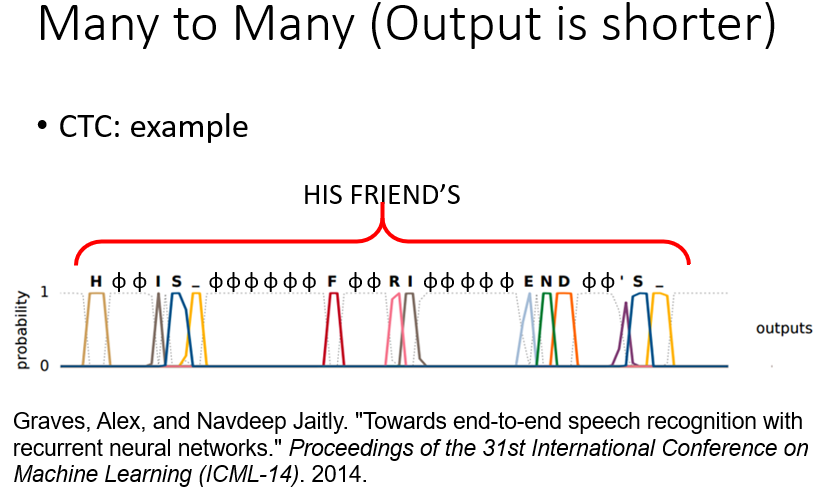 Many to Many (Output is shorter)
• CTC: example
HIS FRIEND’S
H ϕ ϕ I S _ ϕ ϕ ϕ ϕ ϕ ϕ F ϕ ϕ R I ϕ ϕ ϕ ϕ ϕ E N D ϕ ϕ ' S _
1
probability
outputs
0
Graves, Alex, and Navdeep Jaitly. "Towards end-to-end speech recognition with
recurrent neural networks." Proceedings of the 31st International Conference on
Machine Learning (ICML-14). 2014.